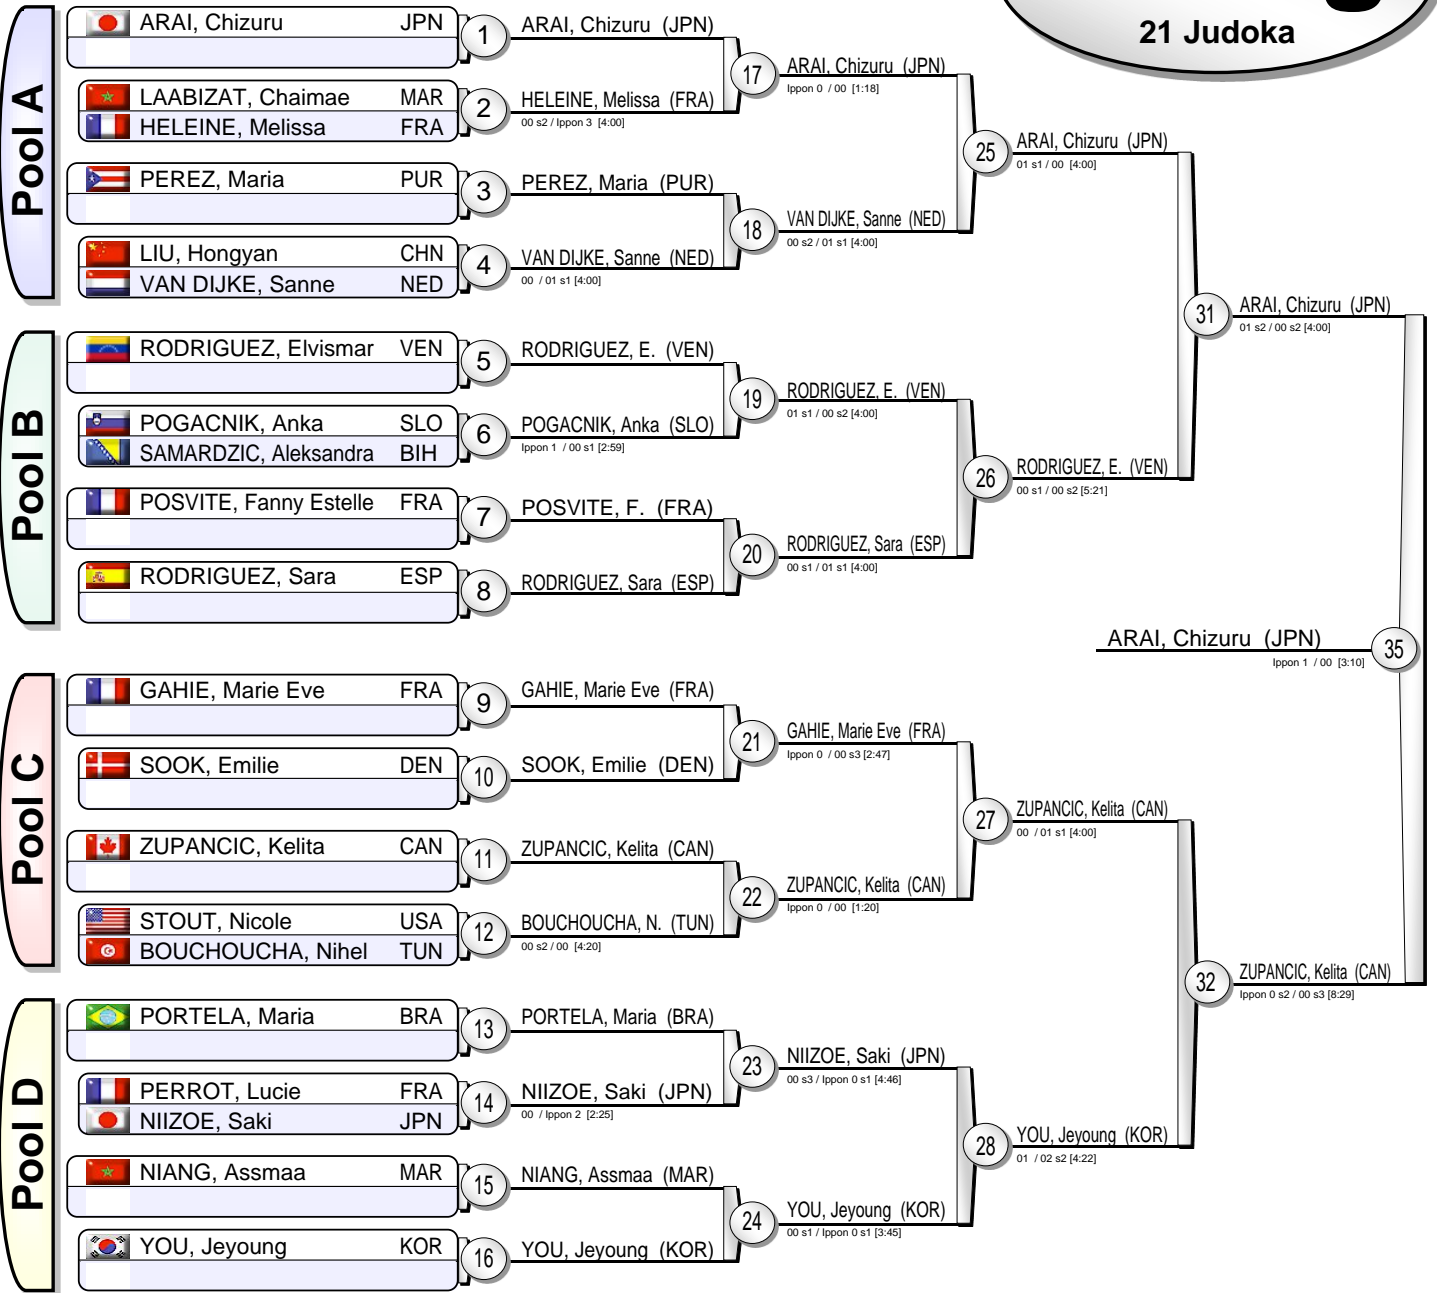 21 Judoka
Pool A
ARAI, Chizuru JPN
LAABIZAT, Chaimae MAR
HELEINE, Melissa FRA
PEREZ, Maria PUR
LIU, Hongyan CHN
VAN DIJKE, Sanne NED
Pool B
RODRIGUEZ, Elvismar VEN
POGACNIK, Anka SLO
SAMARDZIC, Aleksandra BIH
POSVITE, Fanny Estelle FRA
RODRIGUEZ, Sara ESP
Pool C
GAHIE, Marie Eve FRA
SOOK, Emilie DEN
ZUPANCIC, Kelita CAN
STOUT, Nicole USA
BOUCHOUCHA, Nihel TUN
Pool D
PORTELA, Maria BRA
PERROT, Lucie FRA
NIIZOE, Saki JPN
NIANG, Assmaa MAR
YOU, Jeyoung KOR
1 ARAI, Chizuru (JPN)
2 HELEINE, Melissa (FRA)
00 s2 / Ippon 3 [4:00]
3 PEREZ, Maria (PUR)
4 VAN DIJKE, Sanne (NED)
00 / 01 s1 [4:00]
5 RODRIGUEZ, E. (VEN)
6 POGACNIK, Anka (SLO)
Ippon 1 / 00 s1 [2:59]
7 POSVITE, F. (FRA)
8 RODRIGUEZ, Sara (ESP)
9 GAHIE, Marie Eve (FRA)
10 SOOK, Emilie (DEN)
11 ZUPANCIC, Kelita (CAN)
12 BOUCHOUCHA, N. (TUN)
00 s2 / 00 [4:20]
13 PORTELA, Maria (BRA)
14 NIIZOE, Saki (JPN)
00 / Ippon 2 [2:25]
15 NIANG, Assmaa (MAR)
16 YOU, Jeyoung (KOR)
17 ARAI, Chizuru (JPN)
Ippon 0 / 00 [1:18]
18 VAN DIJKE, Sanne (NED)
00 s2 / 01 s1 [4:00]
19 RODRIGUEZ, E. (VEN)
01 s1 / 00 s2 [4:00]
20 RODRIGUEZ, Sara (ESP)
00 s1 / 01 s1 [4:00]
21 GAHIE, Marie Eve (FRA)
Ippon 0 / 00 s3 [2:47]
22 ZUPANCIC, Kelita (CAN)
Ippon 0 / 00 [1:20]
23 NIIZOE, Saki (JPN)
00 s3 / Ippon 0 s1 [4:46]
24 YOU, Jeyoung (KOR)
00 s1 / Ippon 0 s1 [3:45]
25 ARAI, Chizuru (JPN)
01 s1 / 00 [4:00]
26 RODRIGUEZ, E. (VEN)
00 s1 / 00 s2 [5:21]
27 ZUPANCIC, Kelita (CAN)
00 / 01 s1 [4:00]
28 YOU, Jeyoung (KOR)
01 / 02 s2 [4:22]
31 ARAI, Chizuru (JPN)
01 s2 / 00 s2 [4:00]
32 ZUPANCIC, Kelita (CAN)
Ippon 0 s2 / 00 s3 [8:29]
ARAI, Chizuru (JPN) 35
Ippon 1 / 00 [3:10]